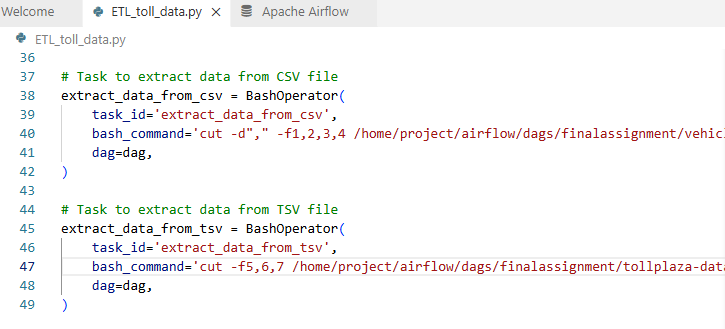 Welcome ETL_toll_data.py × Apache Airflow
ETL_toll_data.py
36
37 # Task to extract data from CSV file
38 extract_data_from_csv = BashOperator(
39     task_id='extract_data_from_csv',
40     bash_command='cut -d"," -f1,2,3,4 /home/project/airflow/dags/finalassignment/vehicl
41     dag=dag,
42 )
43
44 # Task to extract data from TSV file
45 extract_data_from_tsv = BashOperator(
46     task_id='extract_data_from_tsv',
47     bash_command='cut -f5,6,7 /home/project/airflow/dags/finalassignment/tollplaza-data
48     dag=dag,
49 )